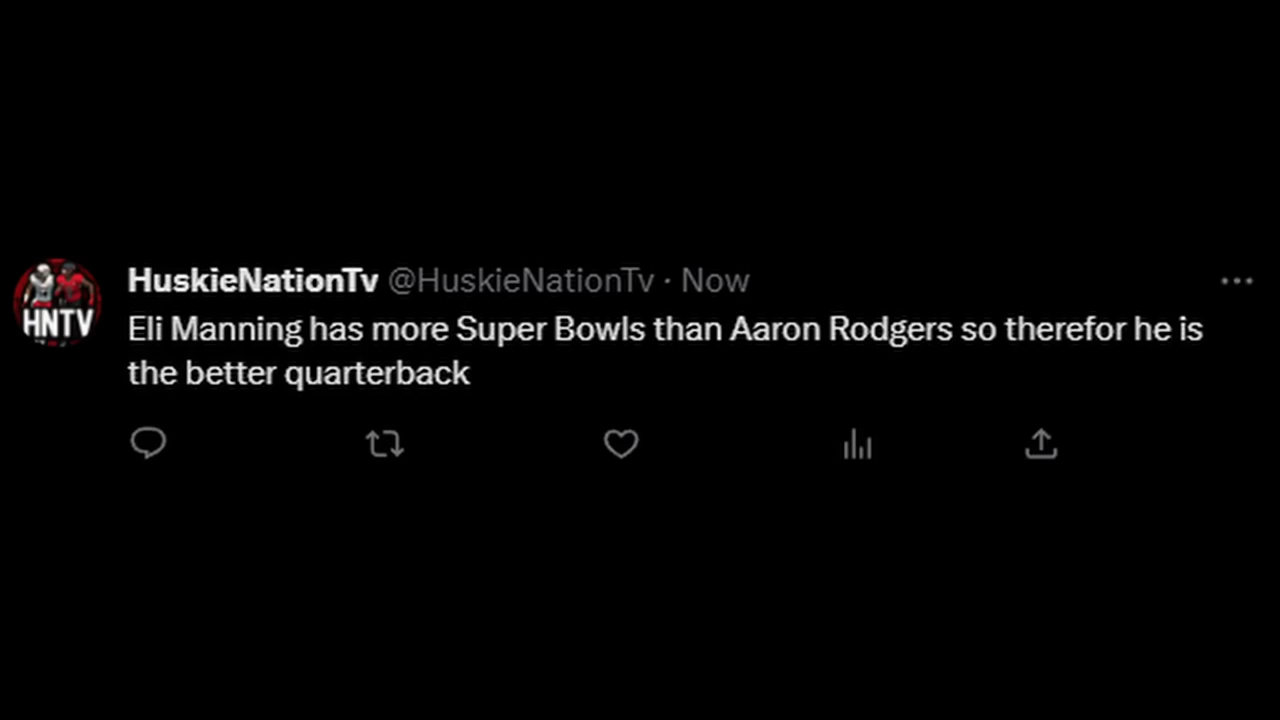 HuskieNationTv @HuskieNationTv · Now
Eli Manning has more Super Bowls than Aaron Rodgers so therefor he is
the better quarterback
HNTV